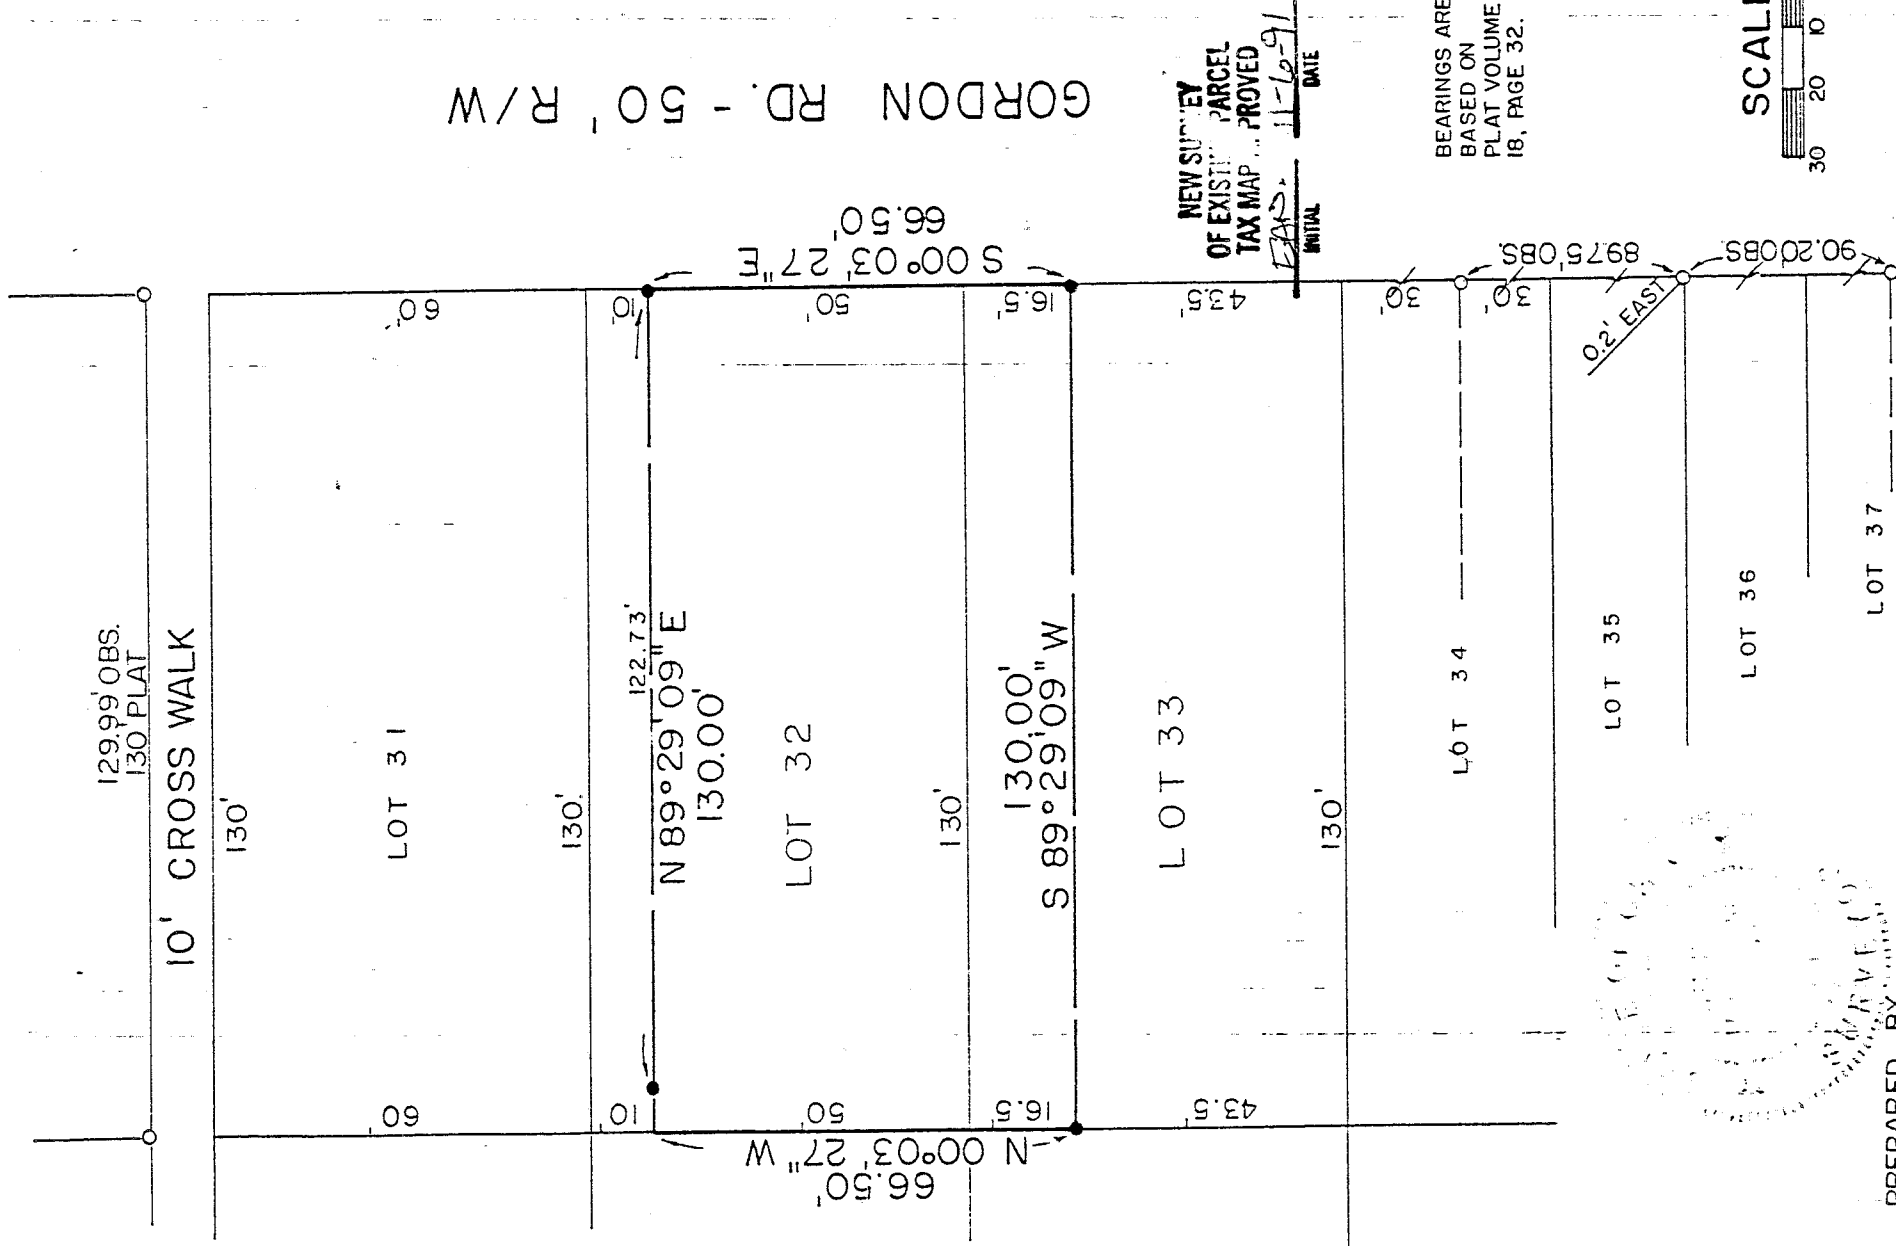 GORDON RD. - 50' R/W
NEW SURVEY
OF EXISTING PARCEL
TAX MAP PROVED
E.A.D. 11-6-91
INITIAL DATE
BEARINGS ARE
BASED ON
PLAT VOLUME
18, PAGE 32.
SCALE
30 20 10
S 00°03'27"E
66.50'
60'
10'
50'
16.5'
43.5'
30'
30'
89.75'OBS.
90.20'OBS.
0.2' EAST
129.99'OBS.
130'PLAT
10' CROSS WALK
130'
LOT 31
130'
122.73'
N 89°29'09" E
130.00'
LOT 32
130'
130.00'
S 89°29'09" W
LOT 33
130'
LOT 34
LOT 35
LOT 36
LOT 37
60'
10'
50'
16.5'
43.5'
N 00°03'27" W
66.50'
PREPARED BY